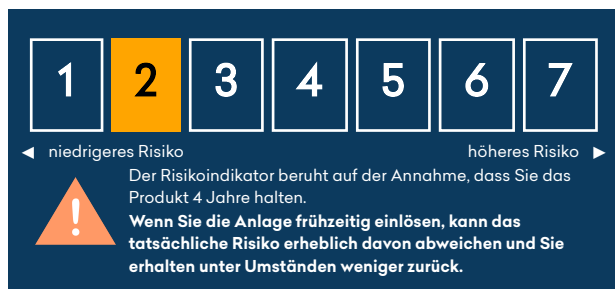 1 2 3 4 5 6 7
◄ niedrigeres Risiko höheres Risiko ►
Der Risikoindikator beruht auf der Annahme, dass Sie das
Produkt 4 Jahre halten.
Wenn Sie die Anlage frühzeitig einlösen, kann das
tatsächliche Risiko erheblich davon abweichen und Sie
erhalten unter Umständen weniger zurück.
!